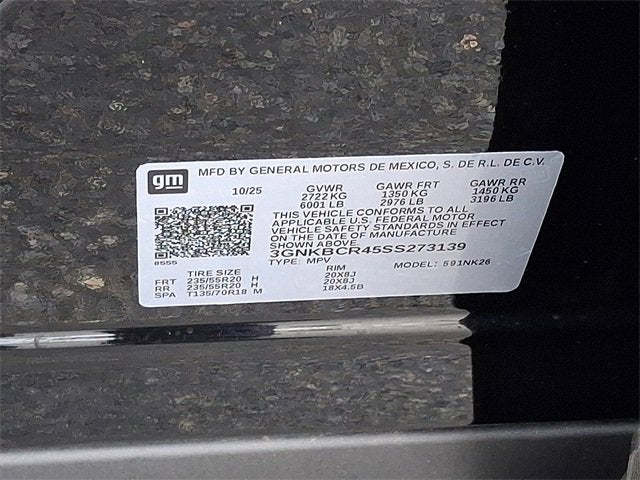 gm MFD BY GENERAL MOTORS DE MEXICO, S. DE R.L. DE C.V.
10/25 GVWR GAWR FRT GAWR RR
2722 KG 1350 KG 1450 KG
6001 LB 2976 LB 3196 LB
THIS VEHICLE CONFORMS TO ALL
APPLICABLE U.S. FEDERAL MOTOR
VEHICLE SAFETY STANDARDS IN EFFECT
ON THE DATE OF MANUFACTURE
SHOWN ABOVE.
8555
3GNKBCR45SS273139
TYPE: MPV MODEL: 591NK26
TIRE SIZE RIM
FRT 235/55R20 H 20X8J
RR 235/55R20 H 20X8J
SPA T135/70R18 M 18X4.5B